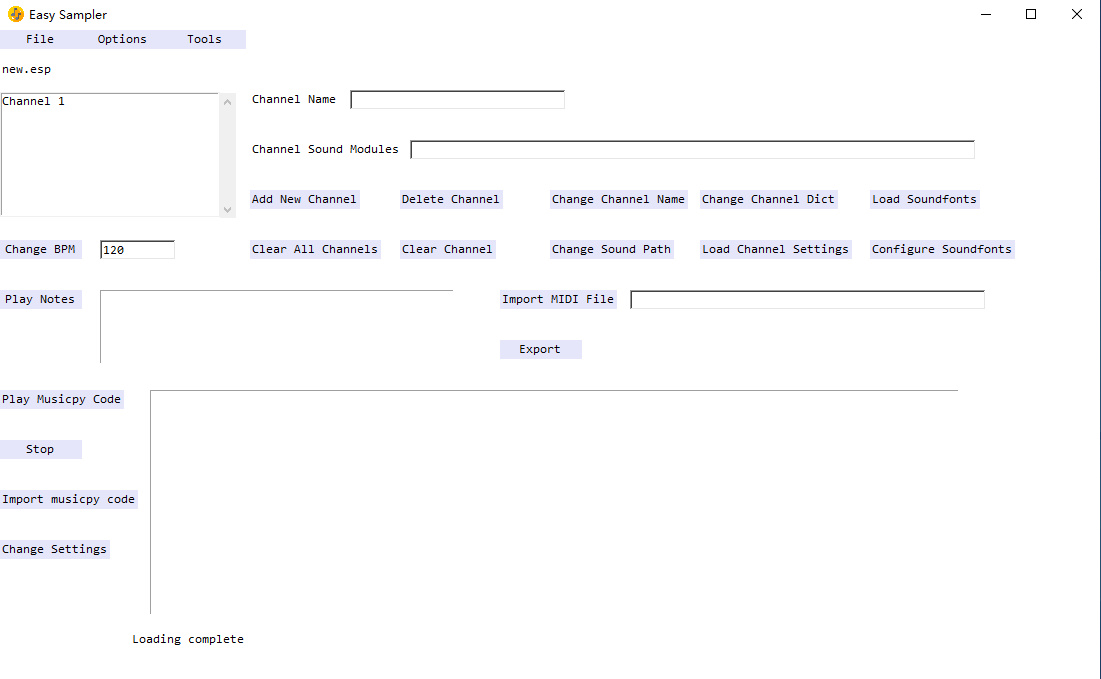 Easy Sampler
File Options Tools
new.esp
Channel 1
Channel Name
Channel Sound Modules
Add New Channel Delete Channel Change Channel Name Change Channel Dict Load Soundfonts
Change BPM 120 Clear All Channels Clear Channel Change Sound Path Load Channel Settings Configure Soundfonts
Play Notes Import MIDI File
Export
Play Musicpy Code
Stop
Import musicpy code
Change Settings
Loading complete